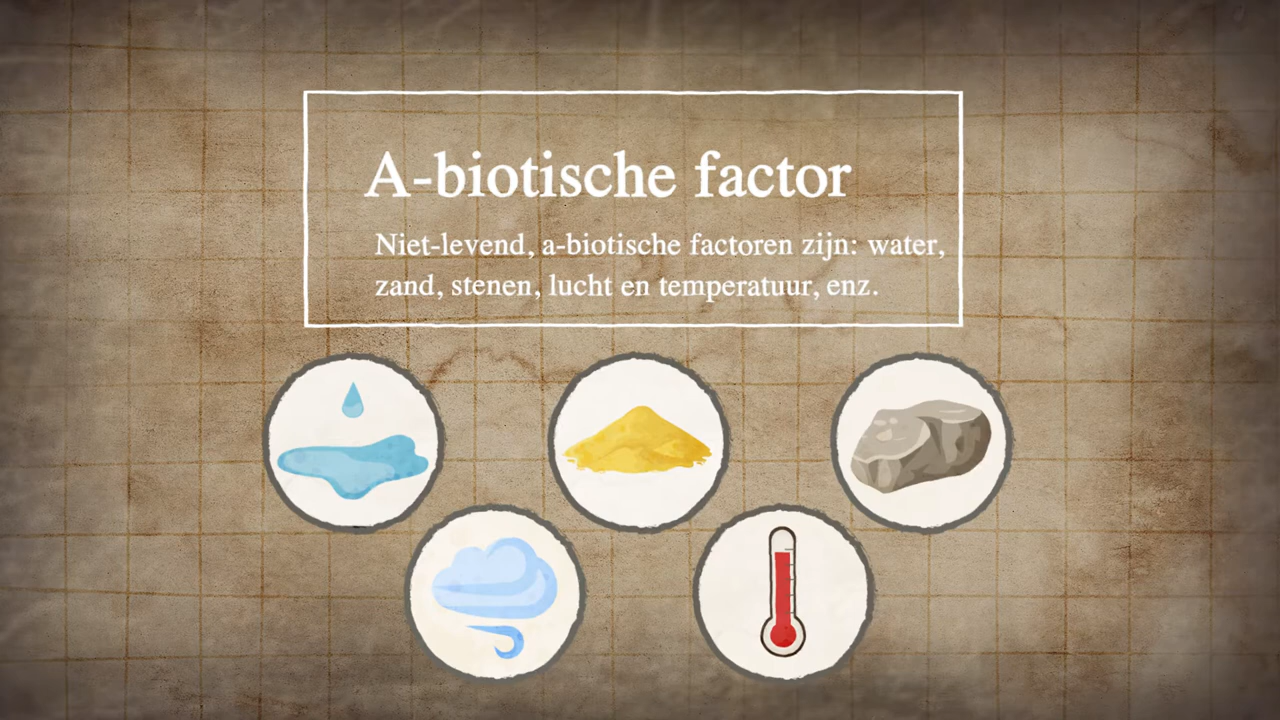 A-biotische factor
Niet-levend, a-biotische factoren zijn: water,
zand, stenen, lucht en temperatuur, enz.